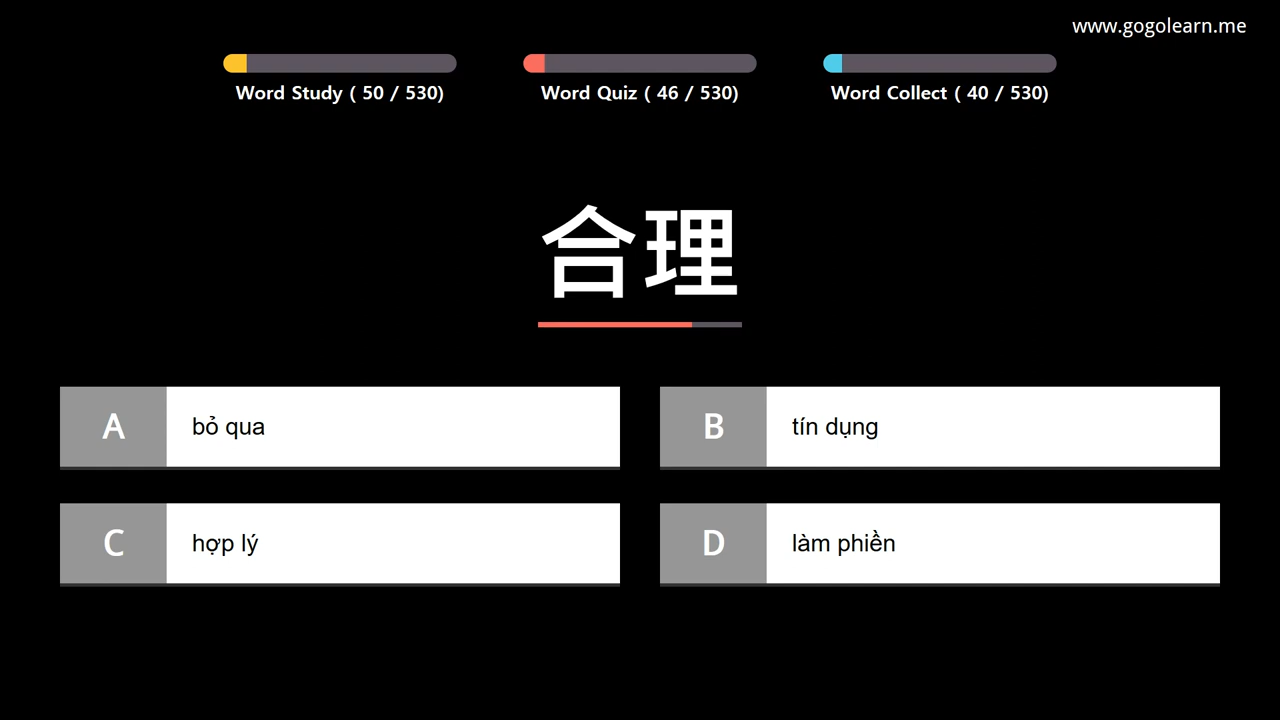 www.gogolearn.me
Word Study ( 50 / 530)
Word Quiz ( 46 / 530)
Word Collect ( 40 / 530)
合理
A bỏ qua
B tín dụng
C hợp lý
D làm phiền